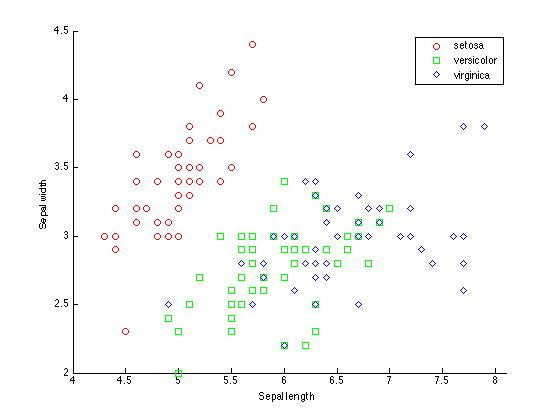 4.5
setosa
versicolor
virginica
4
3.5
Sepal width
3
2.5
2
4 4.5 5 5.5 6 6.5 7 7.5 8
Sepal length